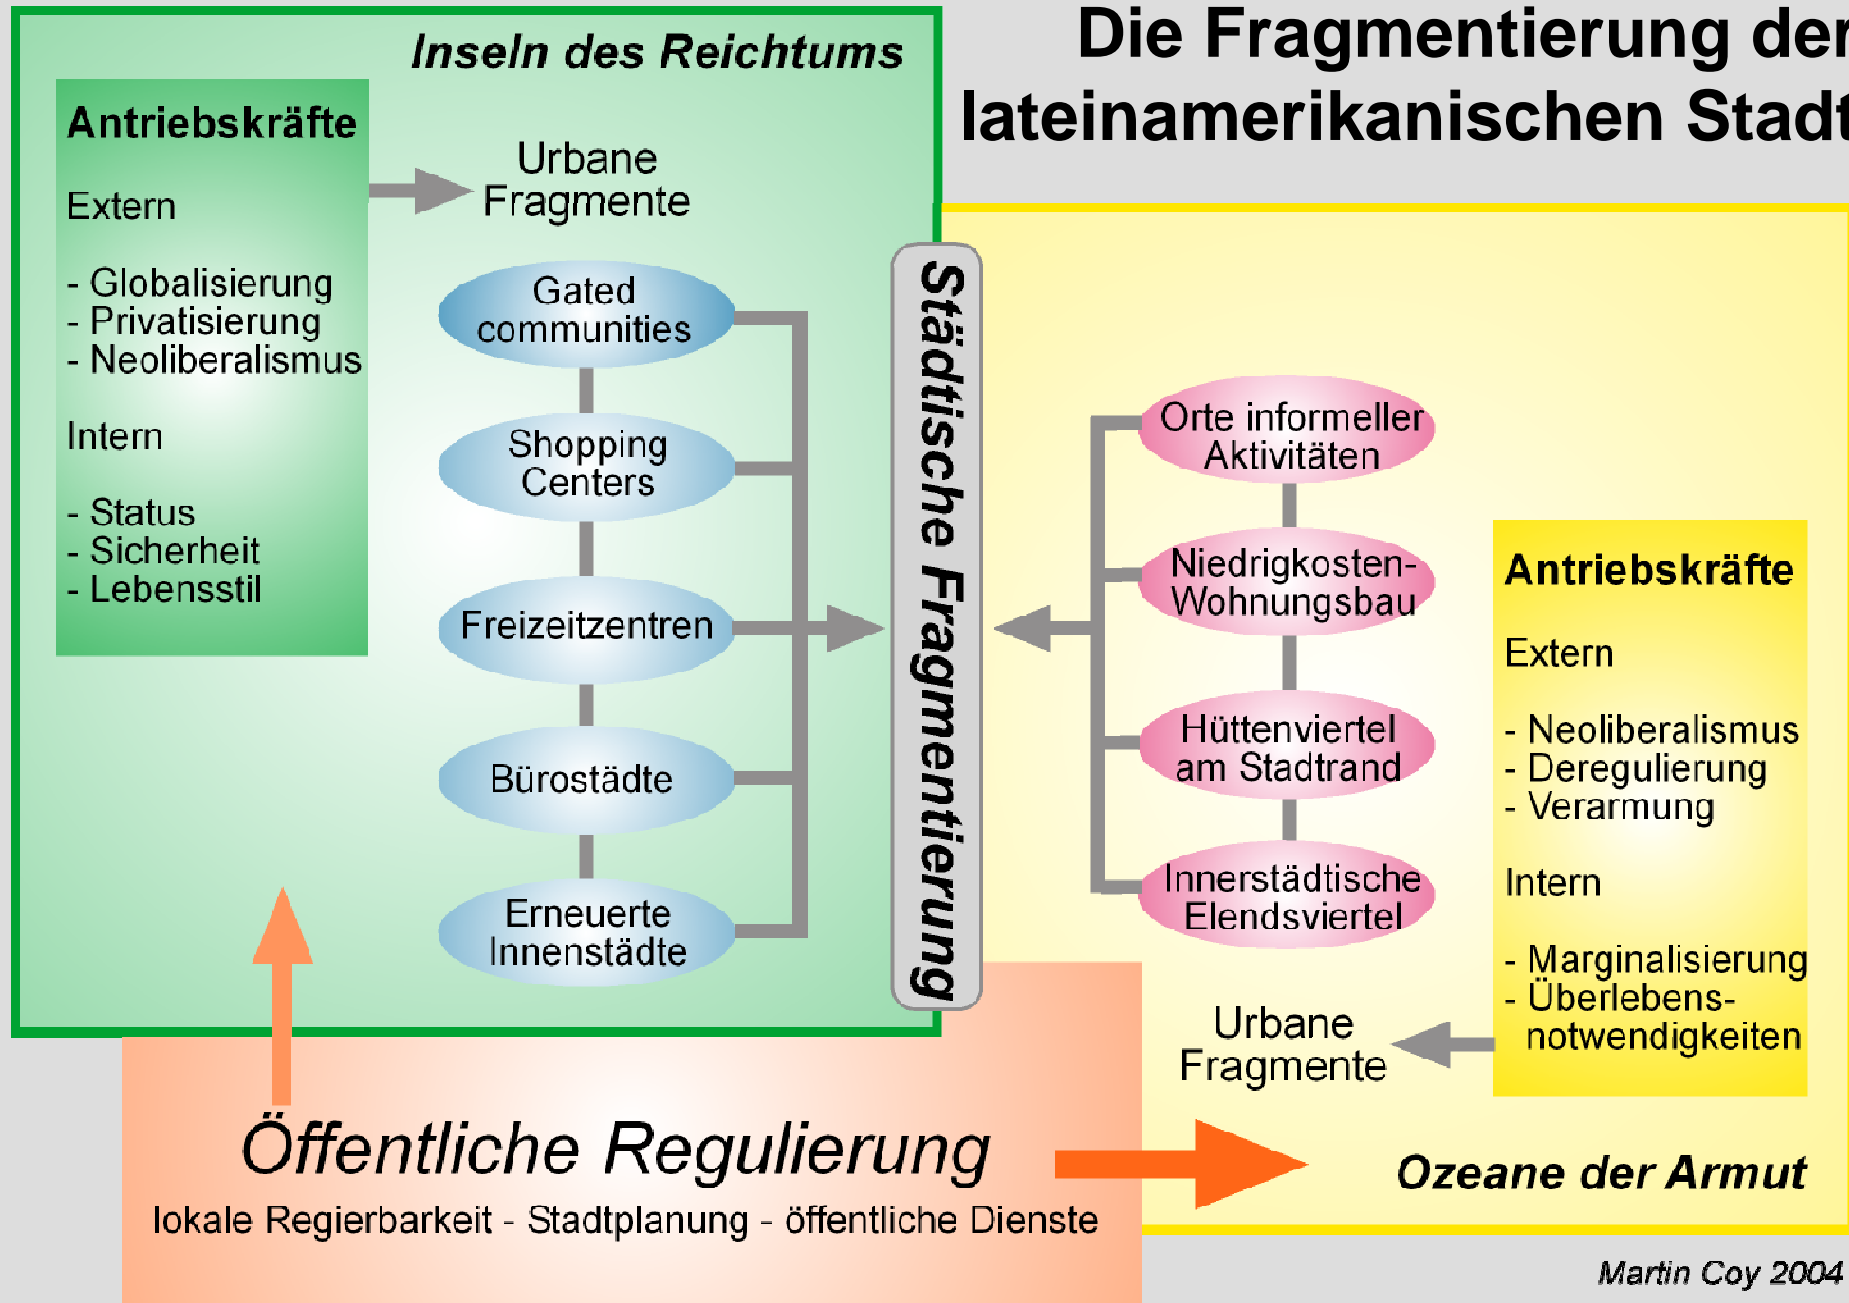 Die Fragmentierung der
lateinamerikanischen Stadt
Inseln des Reichtums
Antriebskräfte
Extern
- Globalisierung
- Privatisierung
- Neoliberalismus
Intern
- Status
- Sicherheit
- Lebensstil
Urbane
Fragmente
Gated
communities
Shopping
Centers
Freizeitzentren
Bürostädte
Erneuerte
Innenstädte
Städtische Fragmentierung
Orte informeller
Aktivitäten
Niedrigkosten-
Wohnungsbau
Hüttenviertel
am Stadtrand
Innerstädtische
Elendsviertel
Antriebskräfte
Extern
- Neoliberalismus
- Deregulierung
- Verarmung
Intern
- Marginalisierung
- Überlebens-
notwendigkeiten
Urbane
Fragmente
Ozeane der Armut
Öffentliche Regulierung
lokale Regierbarkeit - Stadtplanung - öffentliche Dienste
Martin Coy 2004